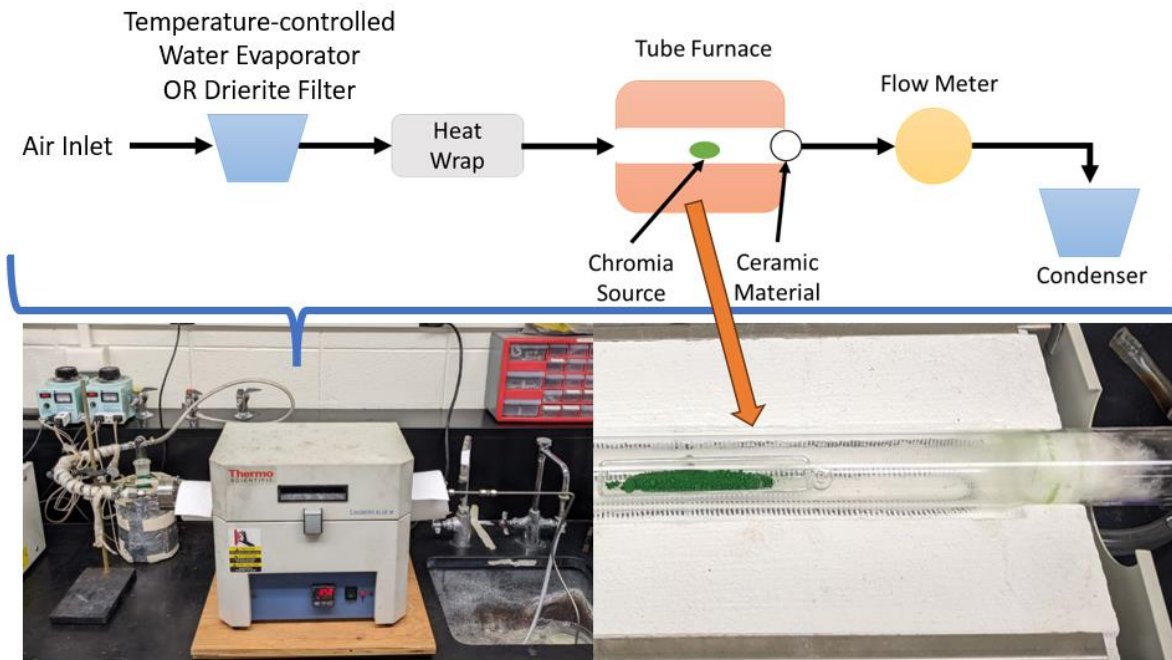 Temperature-controlled
Water Evaporator
OR Drierite Filter
Tube Furnace
Flow Meter
Air Inlet
Heat
Wrap
Chromia
Source
Ceramic
Material
Condenser
Thermo
SCIENTIFIC